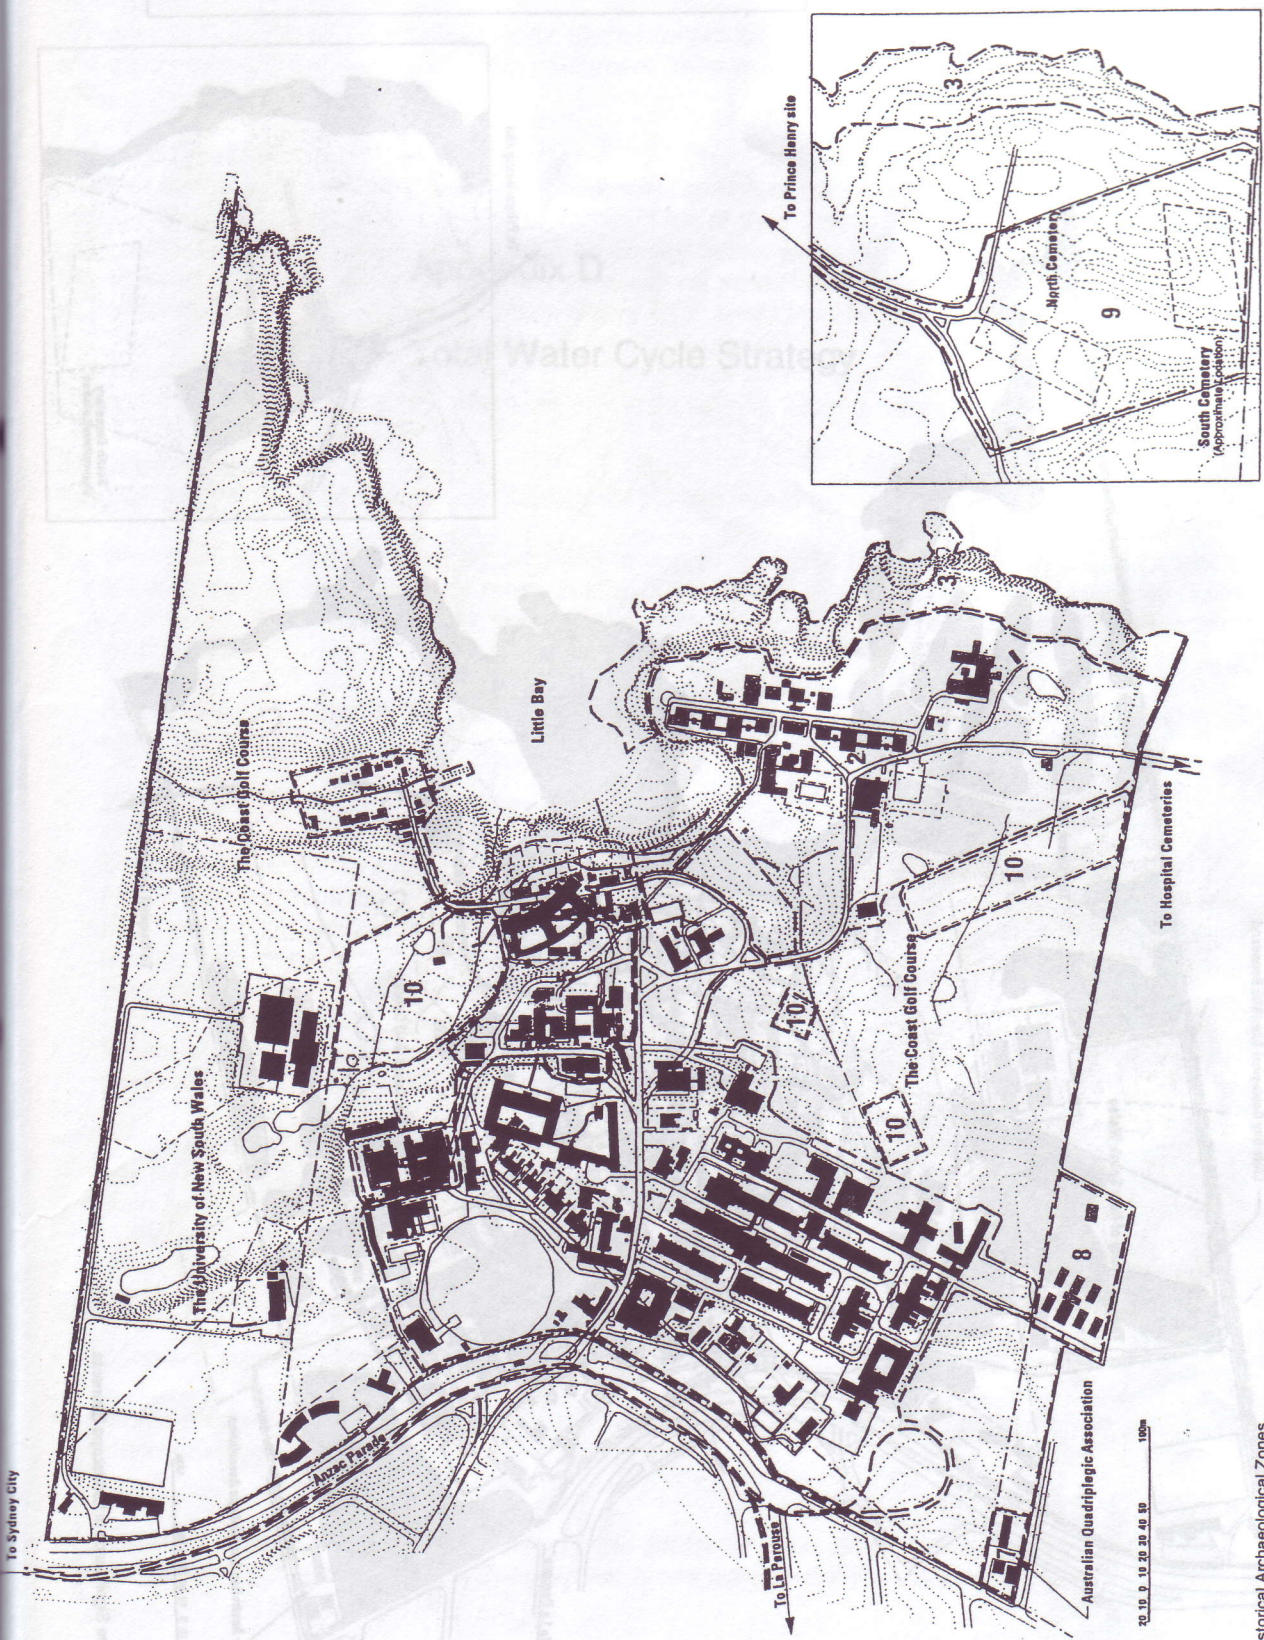 To Sydney City
Anzac Parade
The University of New South Wales
The Coast Golf Course
Little Bay
10
7
2
3
10
10
10
8
The Coast Golf Course
To Hospital Cemeteries
To La Perouse
Australian Quadriplegic Association
20 10 0 10 20 30 40 50 100m
To Prince Henry site
3
North Cemetery
9
South Cemetery
(Approximate Location)
Appendix D
Total Water Cycle Strategy
Archaeological Zones